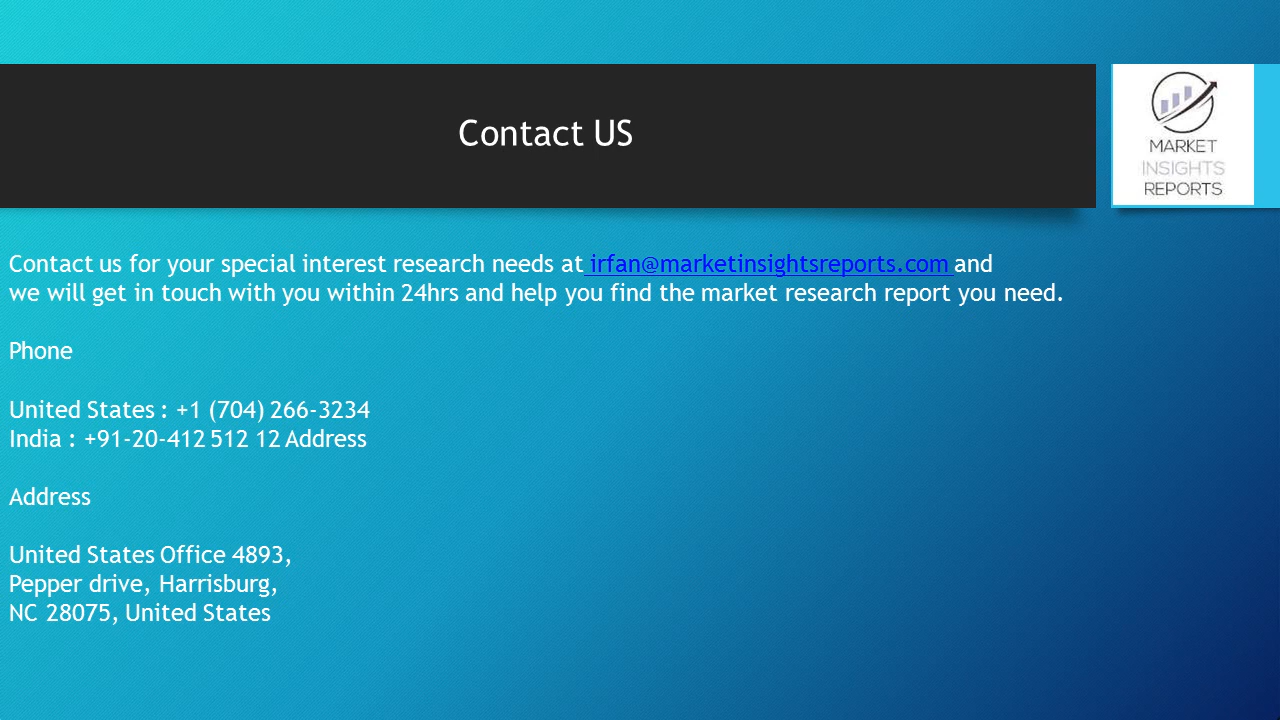 Contact US
MARKET
INSIGHTS
REPORTS
Contact us for your special interest research needs at irfan@marketinsightsreports.com and
we will get in touch with you within 24hrs and help you find the market research report you need.
Phone
United States : +1 (704) 266-3234
India : +91-20-412 512 12 Address
Address
United States Office 4893,
Pepper drive, Harrisburg,
NC 28075, United States